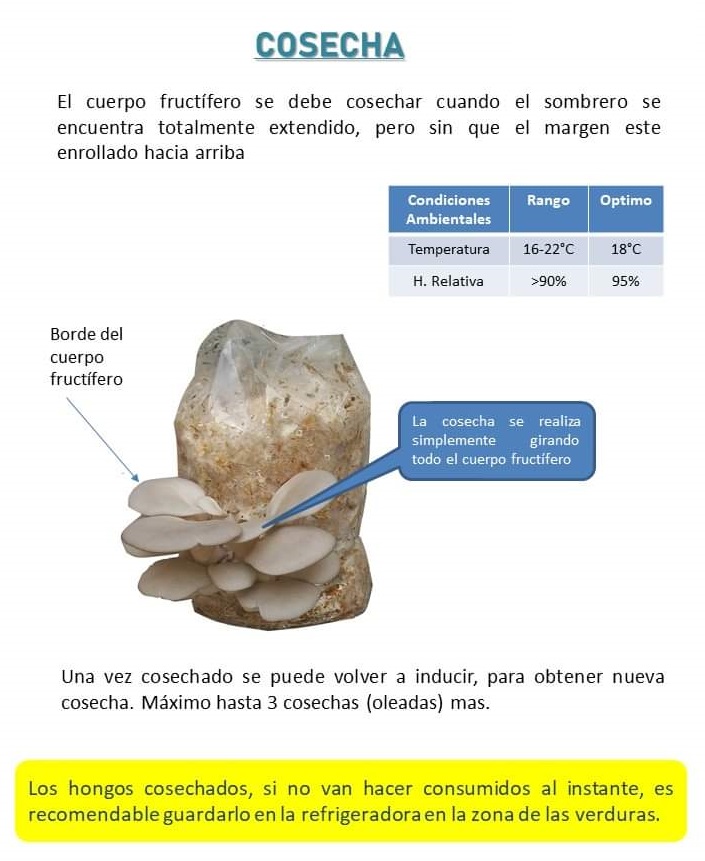 COSECHA
El cuerpo fructífero se debe cosechar cuando el sombrero se
encuentra totalmente extendido, pero sin que el margen este
enrollado hacia arriba
Condiciones Ambientales Rango Optimo
Temperatura 16-22°C 18°C
H. Relativa >90% 95%
Borde del
cuerpo
fructífero
La cosecha se realiza
simplemente girando
todo el cuerpo fructífero
Una vez cosechado se puede volver a inducir, para obtener nueva
cosecha. Máximo hasta 3 cosechas (oleadas) mas.
Los hongos cosechados, si no van hacer consumidos al instante, es
recomendable guardarlo en la refrigeradora en la zona de las verduras.